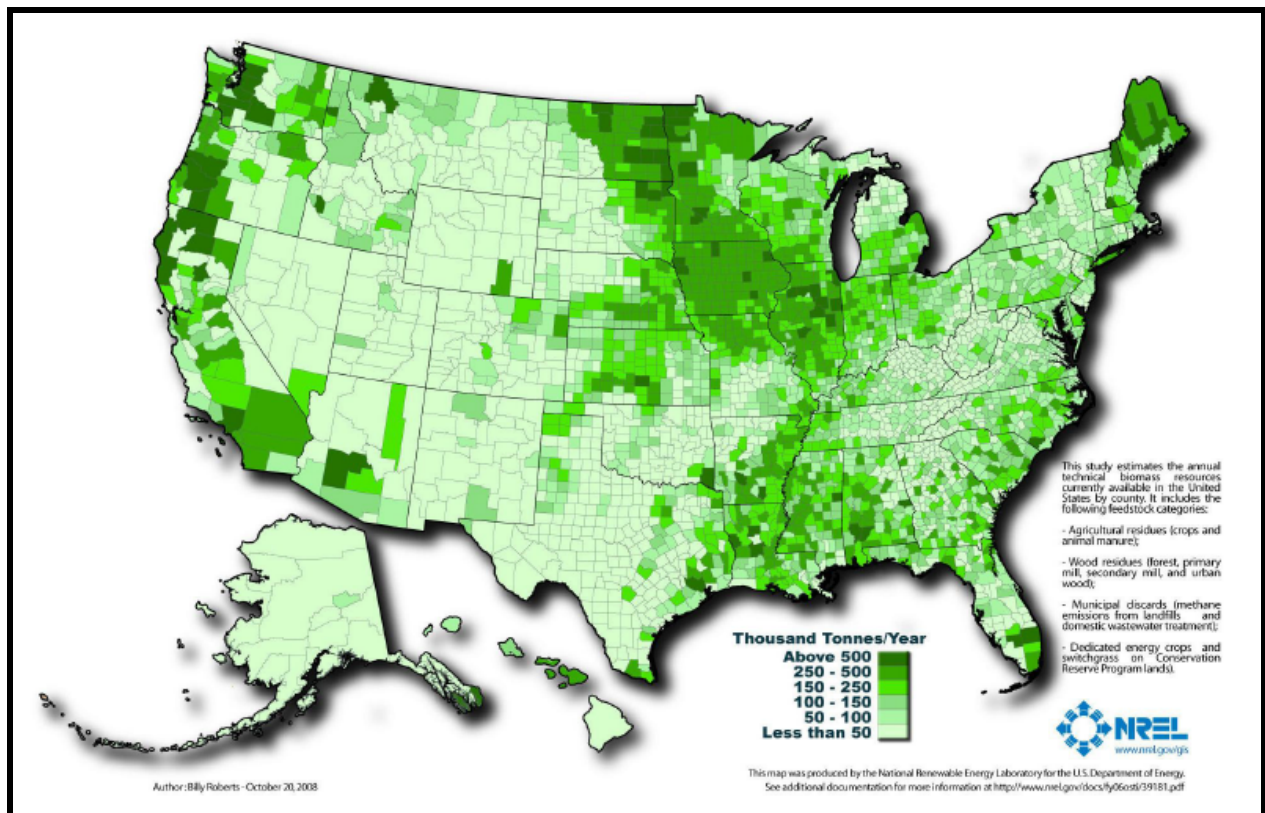 This study estimates the annual
technical biomass resources
currently available in the United
States by county. It includes the
following feedstock categories:
- Agricultural residues (crops and
animal manure);
- Wood residues (forest, primary
mill, secondary mill, and urban
wood);
- Municipal discards (methane
emissions from landfills and
domestic wastewater treatment);
- Dedicated energy crops and
switchgrass on Conservation
Reserve Program lands).
Thousand Tonnes/Year
Above 500
250 - 500
150 - 250
100 - 150
50 - 100
Less than 50
NREL
www.nrel.gov/gis
Author : Billy Roberts - October 20, 2008
This map was produced by the National Renewable Energy Laboratory for the U.S. Department of Energy.
See additional documentation for more information at http://www.nrel.gov/docs/fy06osti/39181.pdf